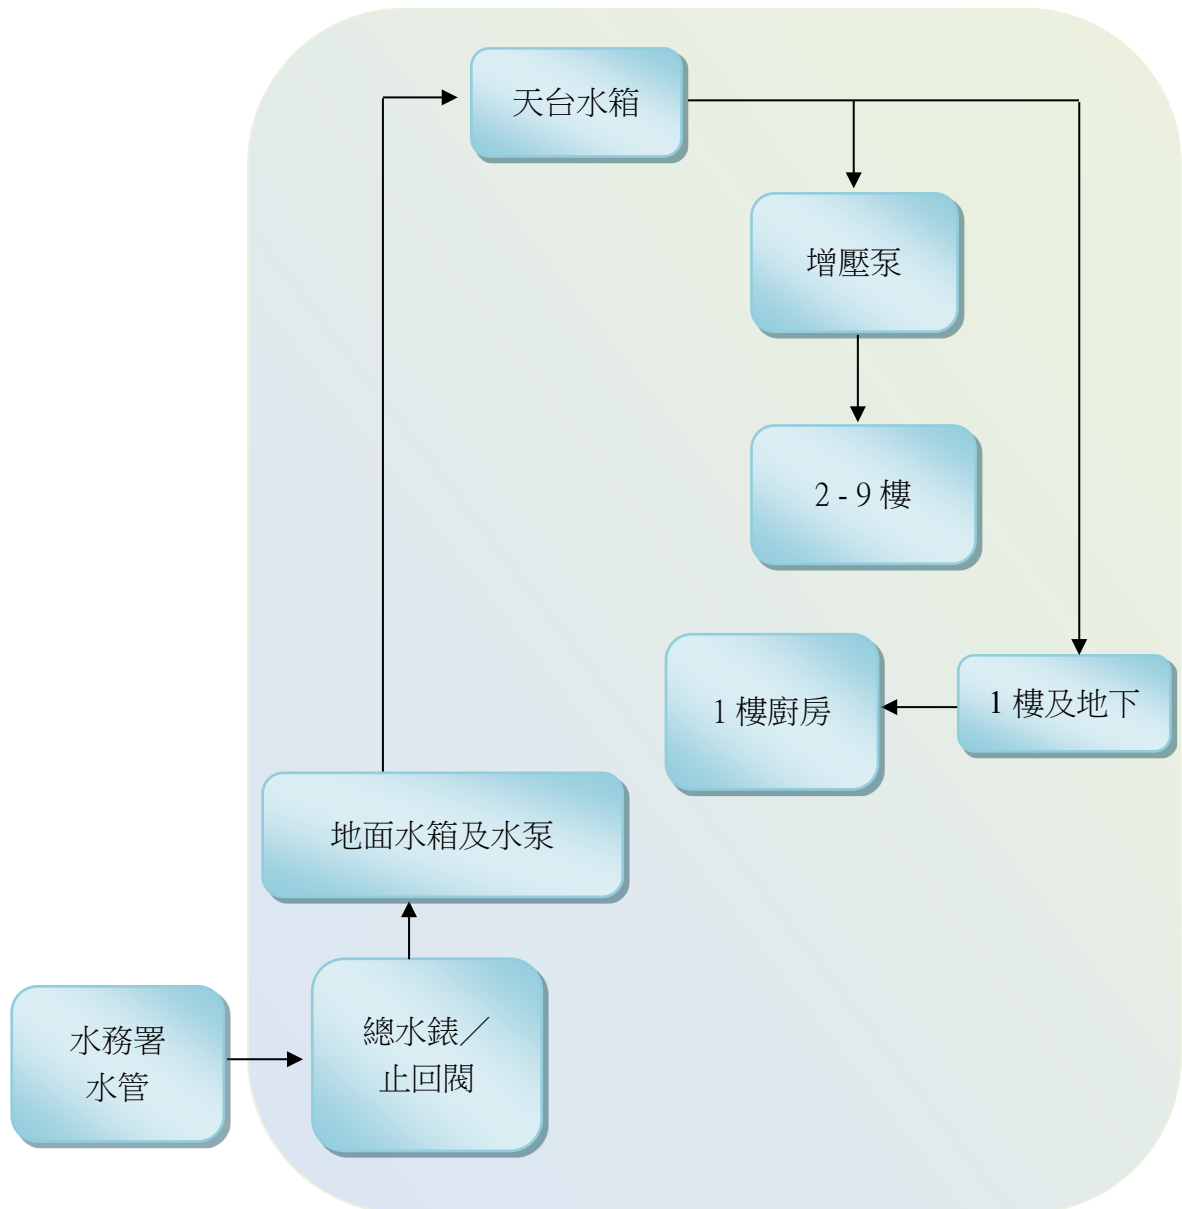 天台水箱
增壓泵
2 - 9 樓
1 樓廚房
1 樓及地下
地面水箱及水泵
水務署
水管
總水錶／
止回閥